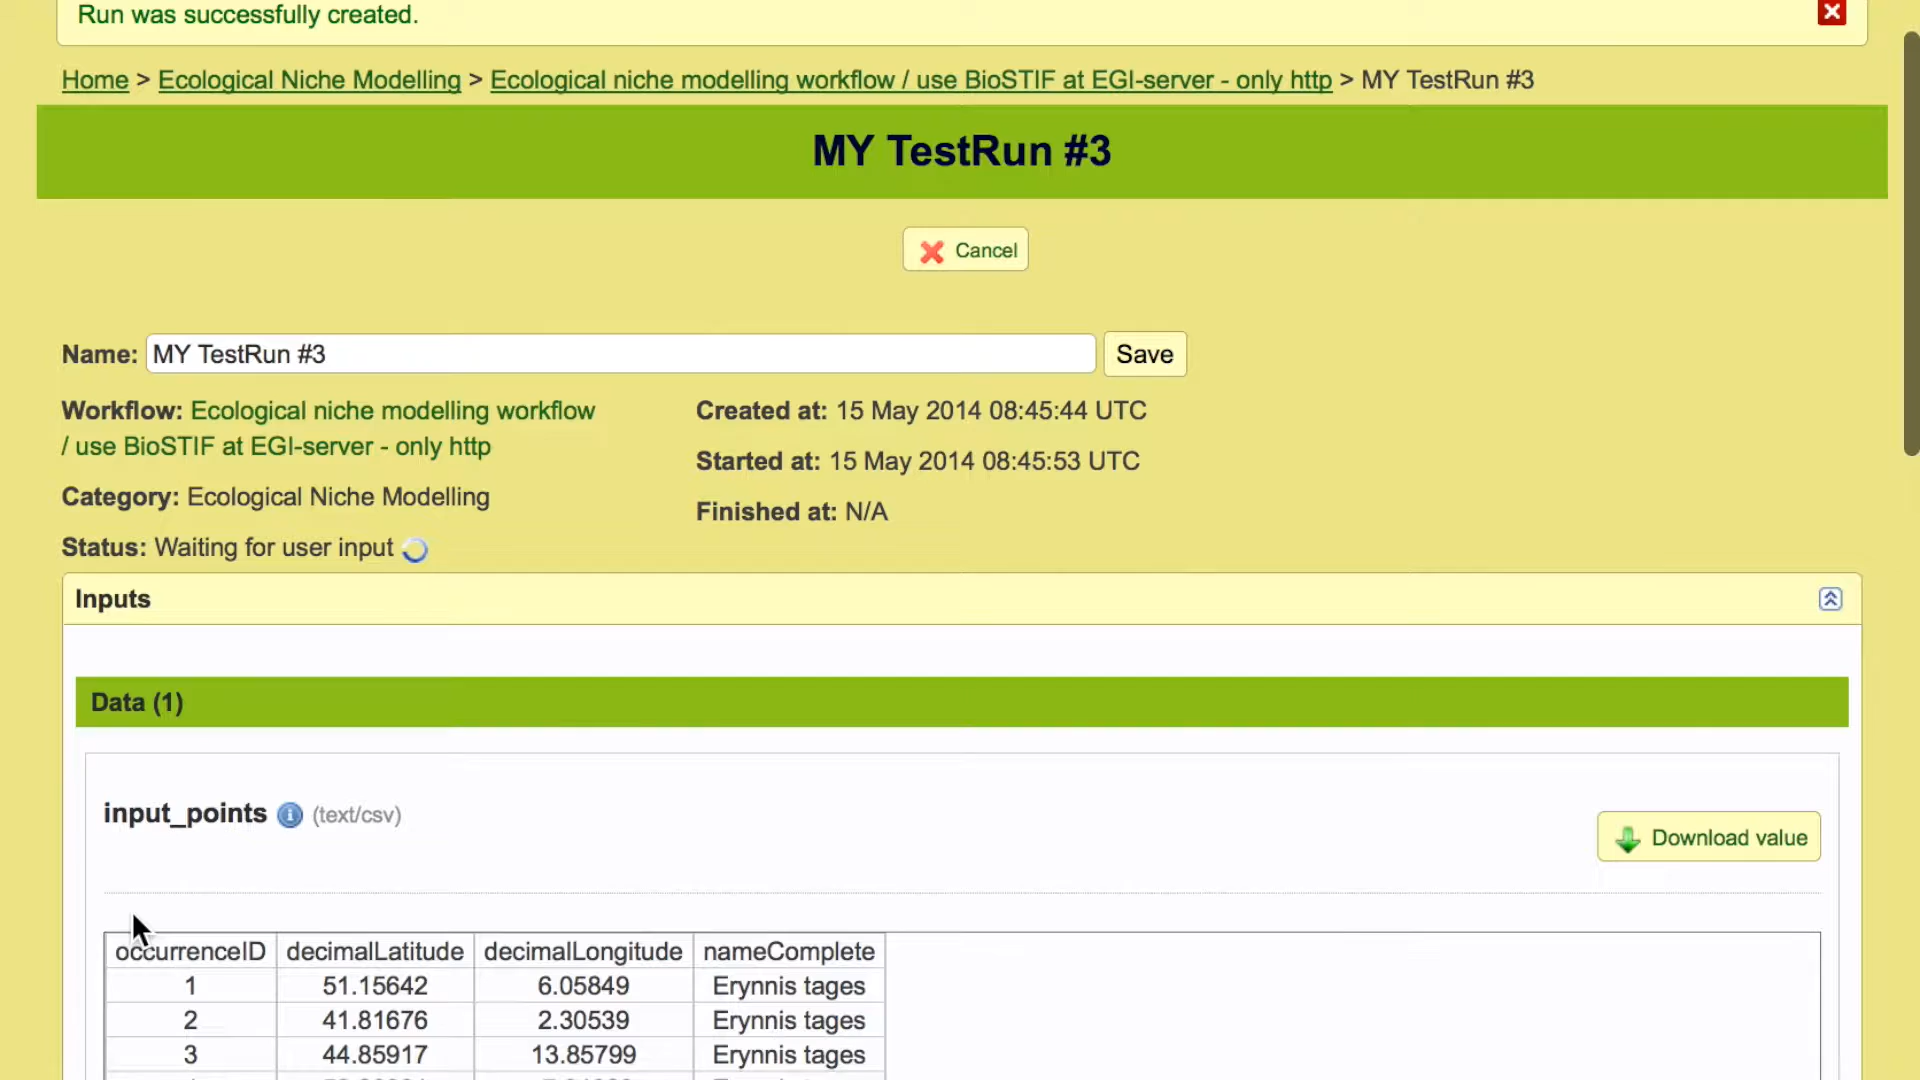 Run was successfully created.
Home > Ecological Niche Modelling > Ecological niche modelling workflow / use BioSTIF at EGI-server - only http > MY TestRun #3
MY TestRun #3
Cancel
Name: MY TestRun #3 Save
Workflow: Ecological niche modelling workflow
/ use BioSTIF at EGI-server - only http
Category: Ecological Niche Modelling
Status: Waiting for user input
Created at: 15 May 2014 08:45:44 UTC
Started at: 15 May 2014 08:45:53 UTC
Finished at: N/A
Inputs
Data (1)
input_points (text/csv)
Download value
occurrenceID decimalLatitude decimalLongitude nameComplete
1 51.15642 6.05849 Erynnis tages
2 41.81676 2.30539 Erynnis tages
3 44.85917 13.85799 Erynnis tages